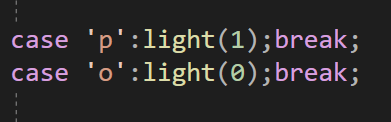 case 'p':light(1);break;
case 'o':light(0);break;